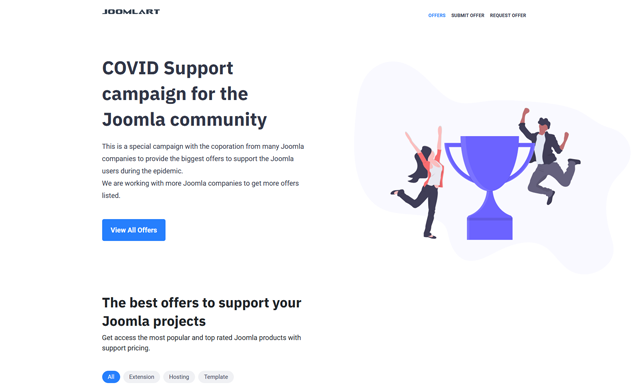 JOOMLART
OFFERS SUBMIT OFFER REQUEST OFFER
COVID Support
campaign for the
Joomla community
This is a special campaign with the coporation from many Joomla
companies to provide the biggest offers to support the Joomla
users during the epidemic.
We are working with more Joomla companies to get more offers
listed.
View All Offers
The best offers to support your
Joomla projects
Get access the most popular and top rated Joomla products with
support pricing.
All Extension Hosting Template